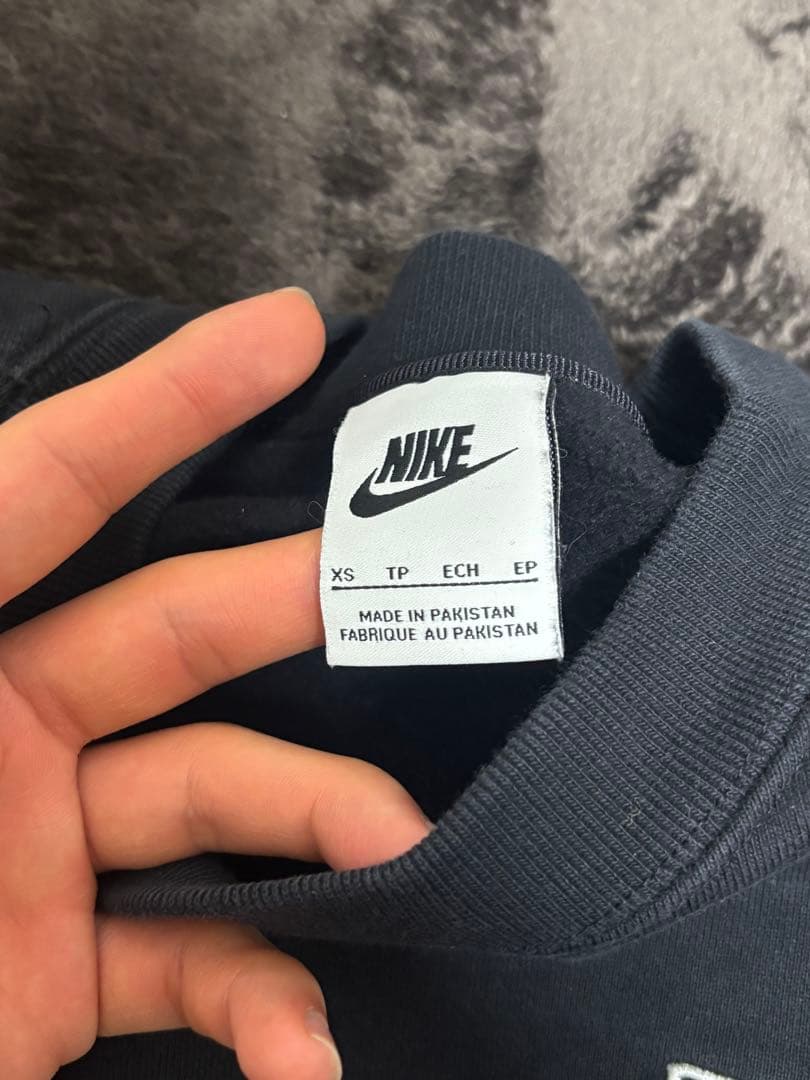 NIKE
XS TP ECH EP
MADE IN PAKISTAN
FABRIQUE AU PAKISTAN